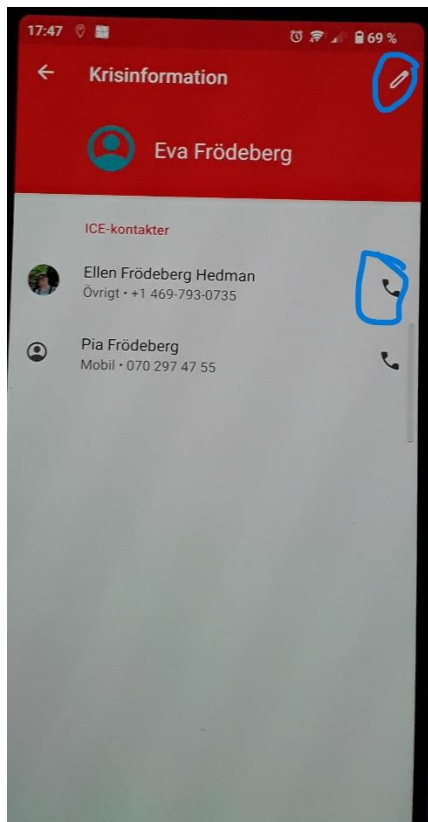 17:47
69 %
Krisinformation
Eva Frödeberg
ICE-kontakter
Ellen Frödeberg Hedman
Övrigt • +1 469-793-0735
Pia Frödeberg
Mobil • 070 297 47 55